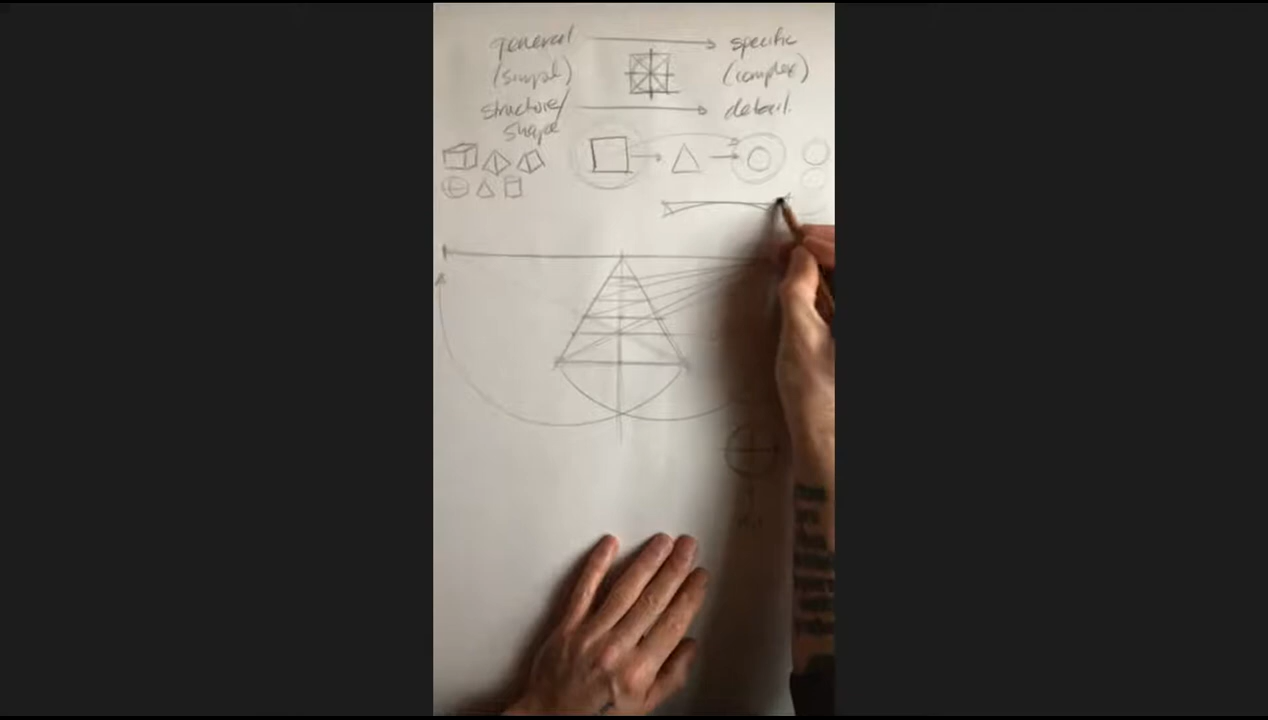 general specific
(simple) (complex)
structure/ detail.
shape